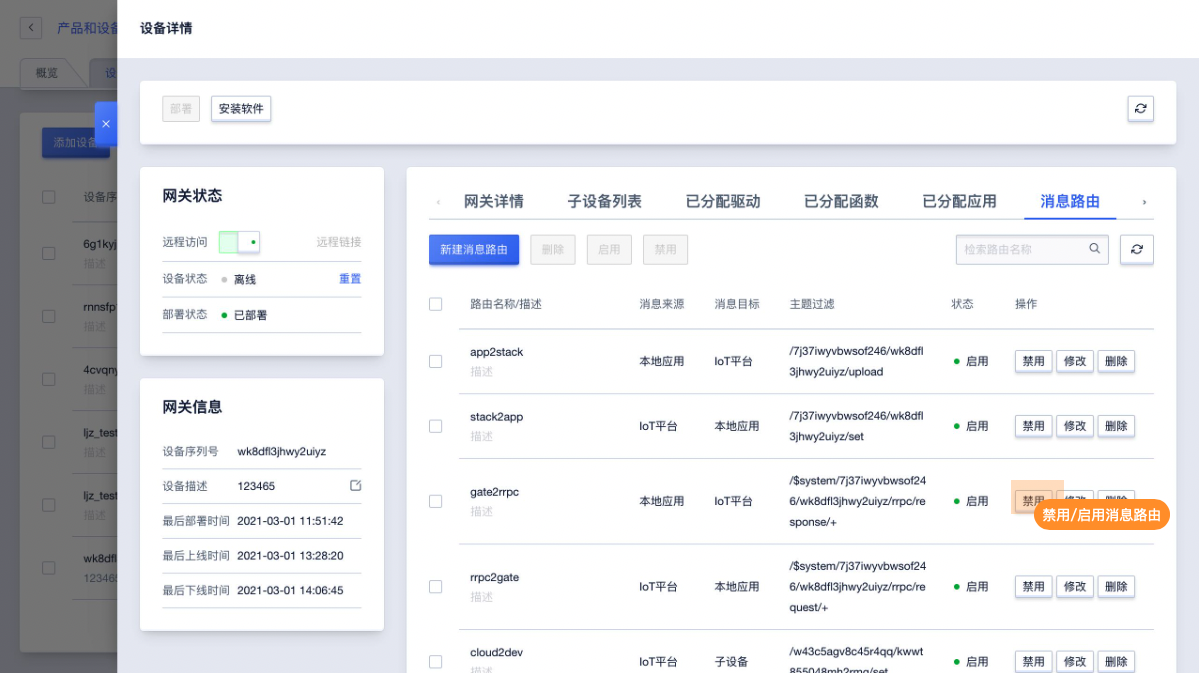 产品和设备
设备详情
概览
设
部署
安装软件
添加设备
设备序
6g1kyj
描述
rnnsfp
描述
4cvqny
描述
ljz_test
描述
ljz_test
描述
wk8dfl
123465
网关状态
远程访问
远程链接
设备状态
离线
重置
部署状态
已部署
网关信息
设备序列号 wk8dfl3jhwy2uiyz
设备描述 123465
最后部署时间 2021-03-01 11:51:42
最后上线时间 2021-03-01 13:28:20
最后下线时间 2021-03-01 14:06:45
网关详情 子设备列表 已分配驱动 已分配函数 已分配应用 消息路由
新建消息路由 删除 启用 禁用 检索路由名称
路由名称/描述 消息来源 消息目标 主题过滤 状态 操作
app2stack
描述
本地应用 IoT平台
/7j37iwyvbwsof246/wk8dfl
3jhwy2uiyz/upload
启用 禁用 修改 删除
stack2app
描述
IoT平台 本地应用
/7j37iwyvbwsof246/wk8dfl
3jhwy2uiyz/set
启用 禁用 修改 删除
gate2rrpc
描述
本地应用 IoT平台
/$system/7j37iwyvbwsof24
6/wk8dfl3jhwy2uiyz/rrpc/re
sponse/+
启用 禁用 修改 删除
禁用/启用消息路由
rrpc2gate
描述
IoT平台 本地应用
/$system/7j37iwyvbwsof24
6/wk8dfl3jhwy2uiyz/rrpc/re
quest/+
启用 禁用 修改 删除
cloud2dev
描述
IoT平台 子设备
/w43c5agv8c45r4qq/kwwt
855048mh2rmq/set
启用 禁用 修改 删除